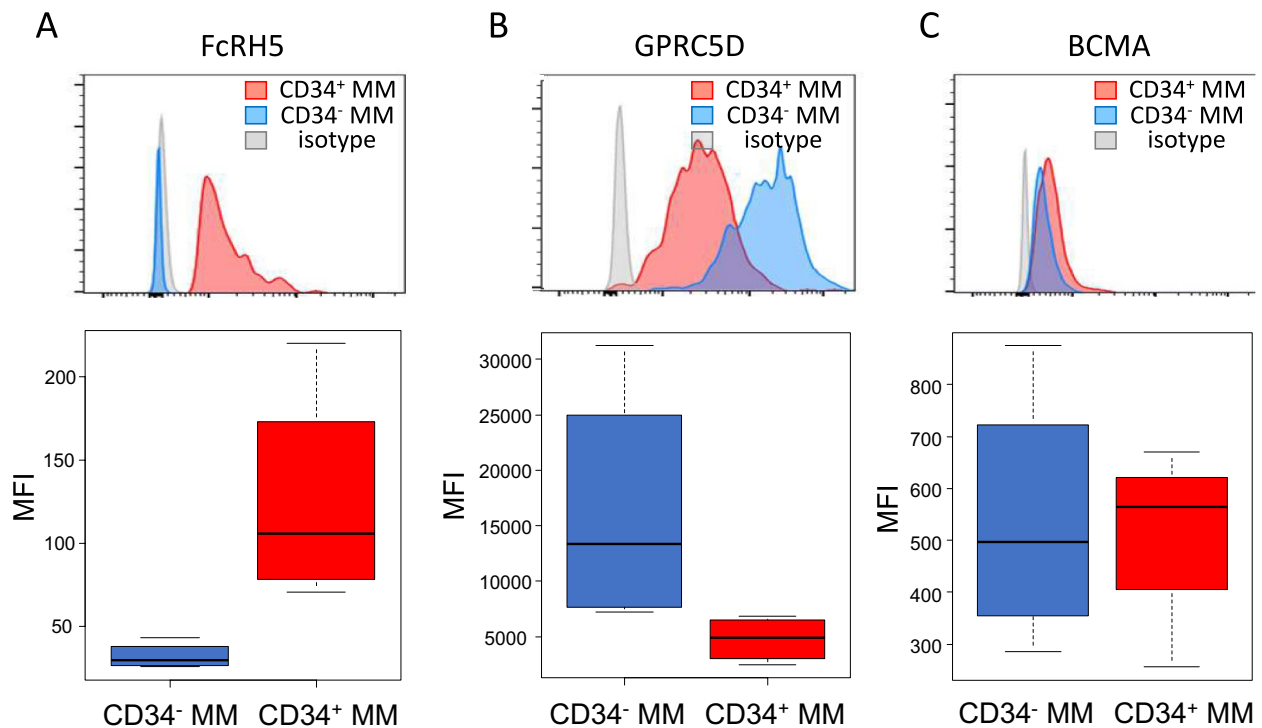 A
FcRH5
CD34⁺ MM
CD34⁻ MM
isotype
B
GPRC5D
CD34⁺ MM
CD34⁻ MM
isotype
C
BCMA
CD34⁺ MM
CD34⁻ MM
isotype
MFI
200
150
100
50
CD34⁻ MM CD34⁺ MM
MFI
30000
25000
20000
15000
10000
5000
CD34⁻ MM CD34⁺ MM
MFI
800
700
600
500
400
300
CD34⁻ MM CD34⁺ MM